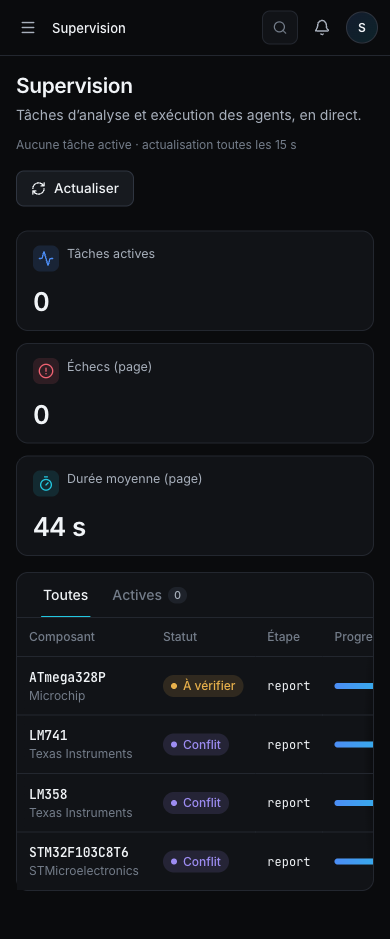 Supervision
S
Supervision
Tâches d'analyse et exécution des agents, en direct.
Aucune tâche active · actualisation toutes les 15 s
Actualiser
Tâches actives
0
Échecs (page)
0
Durée moyenne (page)
44 s
Toutes Actives 0
Composant Statut Étape Progre
ATmega328P
Microchip
À vérifier
report
LM741
Texas Instruments
Conflit
report
LM358
Texas Instruments
Conflit
report
STM32F103C8T6
STMicroelectronics
Conflit
report